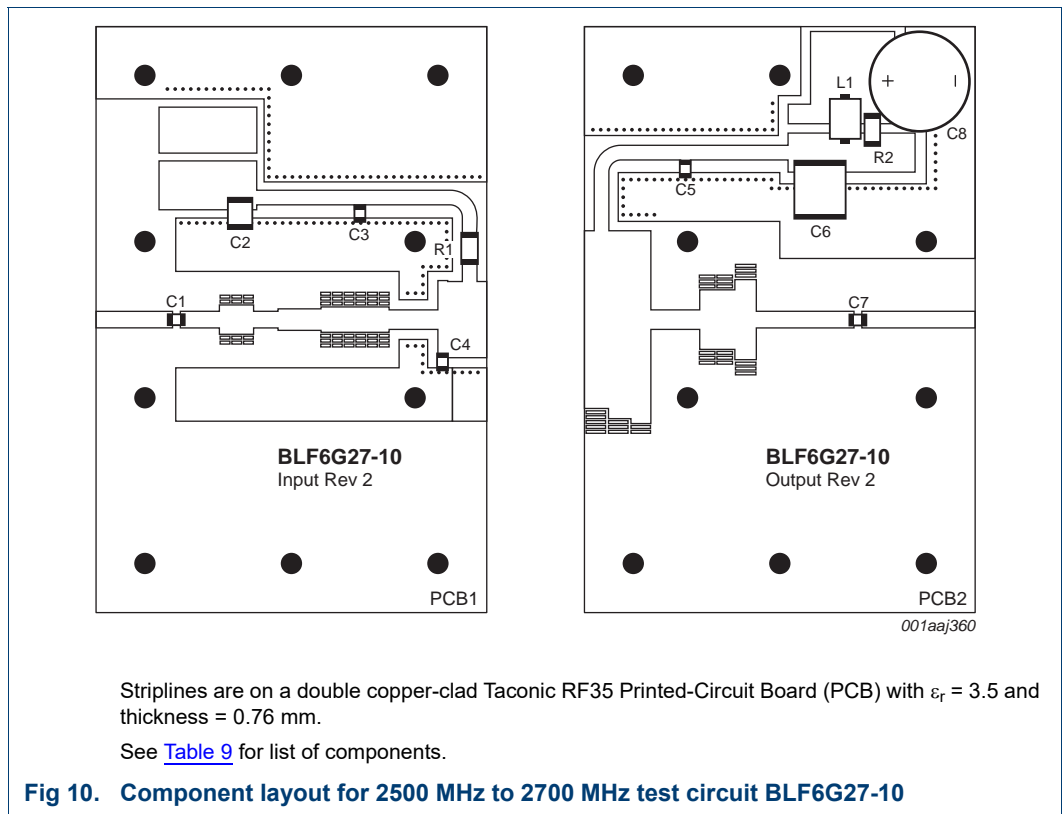 L1
+
–
C8
R2
C5
C6
C2
C3
R1
C1
C7
C4
BLF6G27-10
Input Rev 2
BLF6G27-10
Output Rev 2
PCB1
PCB2
001aaj360
Striplines are on a double copper-clad Taconic RF35 Printed-Circuit Board (PCB) with εr = 3.5 and
thickness = 0.76 mm.
See Table 9 for list of components.
Fig 10. Component layout for 2500 MHz to 2700 MHz test circuit BLF6G27-10